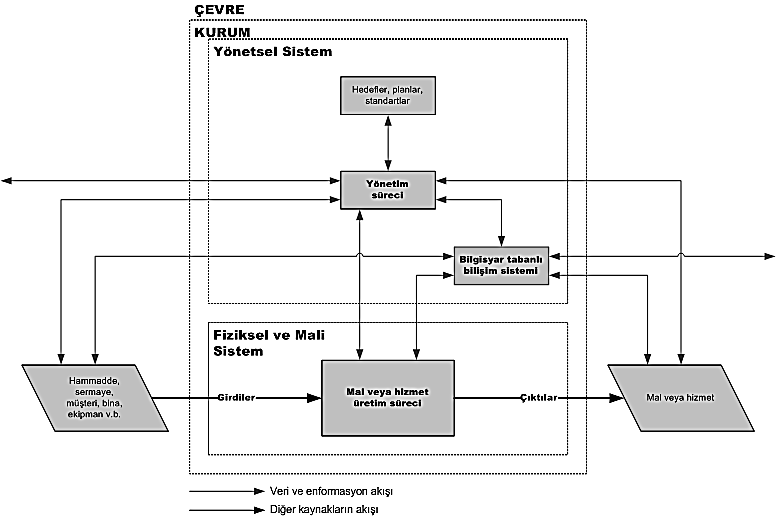 ÇEVRE
KURUM
Yönetsel Sistem
Hedefler, planlar,
standartlar
Yönetim
süreci
Bilgisyar tabanlı
bilişim sistemi
Fiziksel ve Mali
Sistem
Hammadde,
sermaye,
müşteri, bina,
ekipman v.b.
Girdiler
Mal veya hizmet
üretim süreci
Çıktılar
Mal veya hizmet
Veri ve enformasyon akışı
Diğer kaynakların akışı